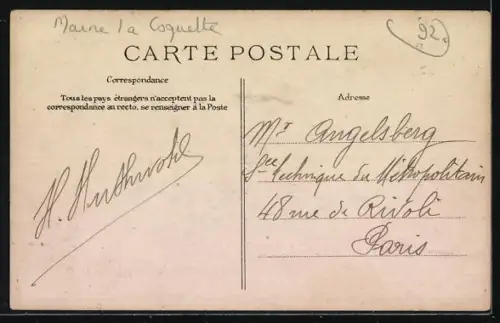 Marne la Coquette
92
CARTE POSTALE
Correspondance
Tous les pays étrangers n'acceptent pas la
correspondance au recto, se renseigner à la Poste
Adresse
Mr Angelsberg
Sce Technique du Métropolitain
48 rue de Rivoli
Paris
H.